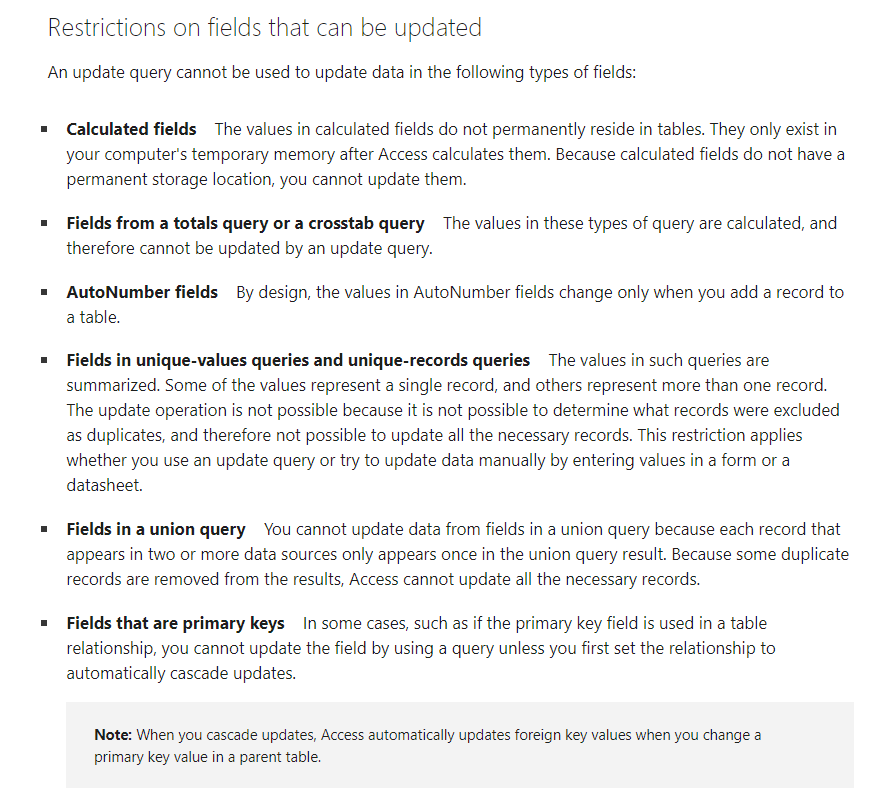 Restrictions on fields that can be updated
An update query cannot be used to update data in the following types of fields:
▪ Calculated fields The values in calculated fields do not permanently reside in tables. They only exist in
your computer's temporary memory after Access calculates them. Because calculated fields do not have a
permanent storage location, you cannot update them.
▪ Fields from a totals query or a crosstab query The values in these types of query are calculated, and
therefore cannot be updated by an update query.
▪ AutoNumber fields By design, the values in AutoNumber fields change only when you add a record to
a table.
▪ Fields in unique-values queries and unique-records queries The values in such queries are
summarized. Some of the values represent a single record, and others represent more than one record.
The update operation is not possible because it is not possible to determine what records were excluded
as duplicates, and therefore not possible to update all the necessary records. This restriction applies
whether you use an update query or try to update data manually by entering values in a form or a
datasheet.
▪ Fields in a union query You cannot update data from fields in a union query because each record that
appears in two or more data sources only appears once in the union query result. Because some duplicate
records are removed from the results, Access cannot update all the necessary records.
▪ Fields that are primary keys In some cases, such as if the primary key field is used in a table
relationship, you cannot update the field by using a query unless you first set the relationship to
automatically cascade updates.
Note: When you cascade updates, Access automatically updates foreign key values when you change a
primary key value in a parent table.